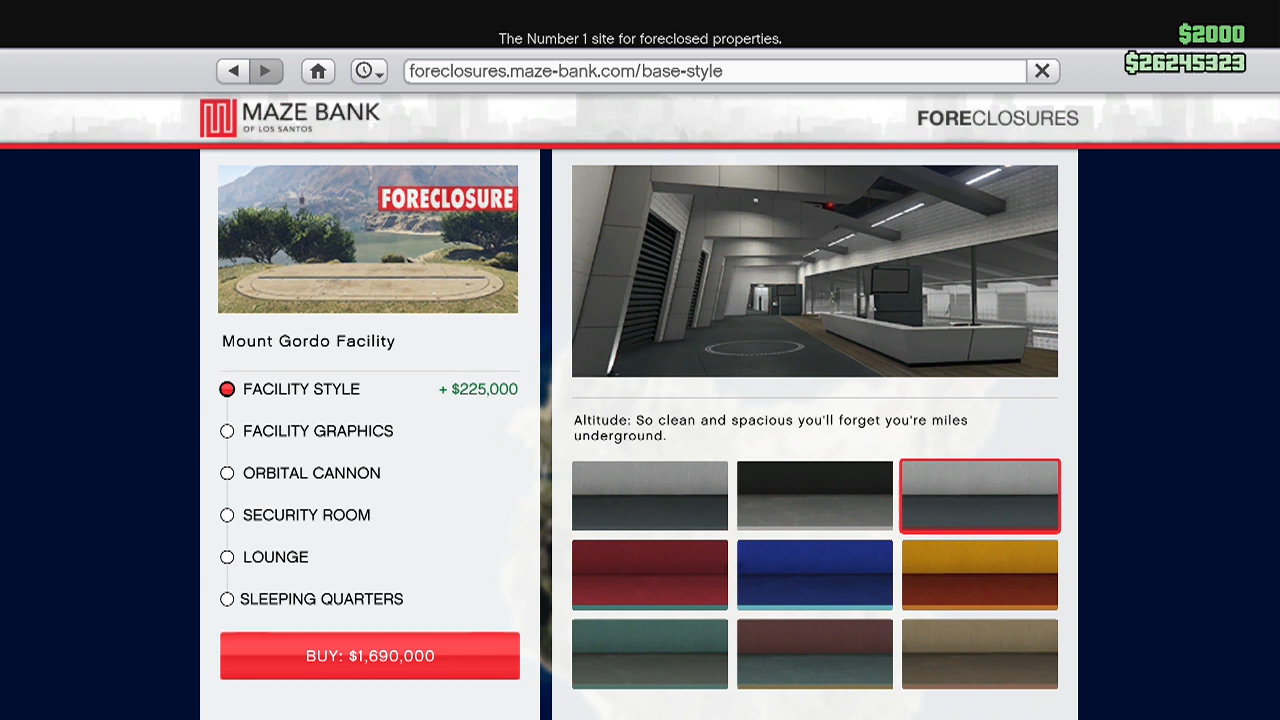 The Number 1 site for foreclosed properties.
$2000
$26245323
foreclosures.maze-bank.com/base-style
MAZE BANK
OF LOS SANTOS
FORECLOSURES
FORECLOSURE
Mount Gordo Facility
FACILITY STYLE + $225,000
FACILITY GRAPHICS
ORBITAL CANNON
SECURITY ROOM
LOUNGE
SLEEPING QUARTERS
BUY: $1,690,000
Altitude: So clean and spacious you'll forget you're miles
underground.